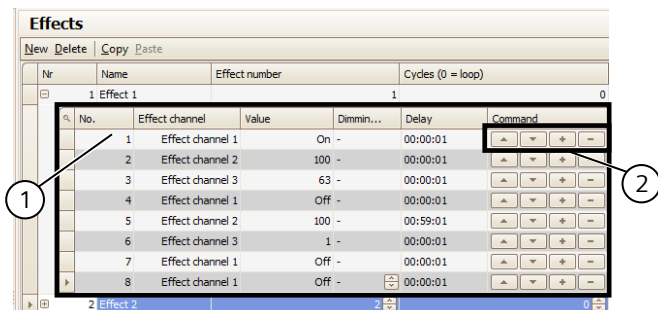 Effects
New Delete Copy Paste
Nr Name Effect number Cycles (0 = loop)
1 Effect 1 1 0
No. Effect channel Value Dimmin... Delay Command
1 Effect channel 1 On - 00:00:01
2 Effect channel 2 100 - 00:00:01
3 Effect channel 3 63 - 00:00:01
4 Effect channel 1 Off - 00:00:01
5 Effect channel 2 100 - 00:59:01
6 Effect channel 3 1 - 00:00:01
7 Effect channel 1 Off - 00:00:01
8 Effect channel 1 Off - 00:00:01
2 Effect 2 2 0
1
2